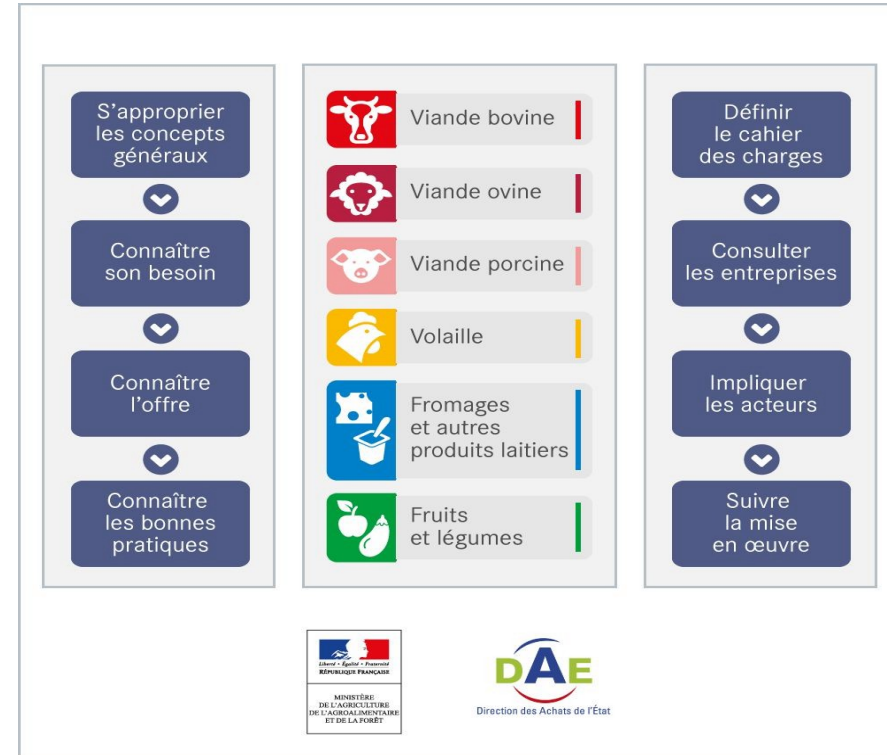 S'approprier
les concepts
généraux
Connaître
son besoin
Connaître
l'offre
Connaître
les bonnes
pratiques
Viande bovine
Viande ovine
Viande porcine
Volaille
Fromages
et autres
produits laitiers
Fruits
et légumes
Définir
le cahier
des charges
Consulter
les entreprises
Impliquer
les acteurs
Suivre
la mise
en œuvre
Liberté • Égalité • Fraternité
RÉPUBLIQUE FRANÇAISE
MINISTÈRE
DE L'AGRICULTURE
DE L'AGROALIMENTAIRE
ET DE LA FORÊT
DAE
Direction des Achats de l'État